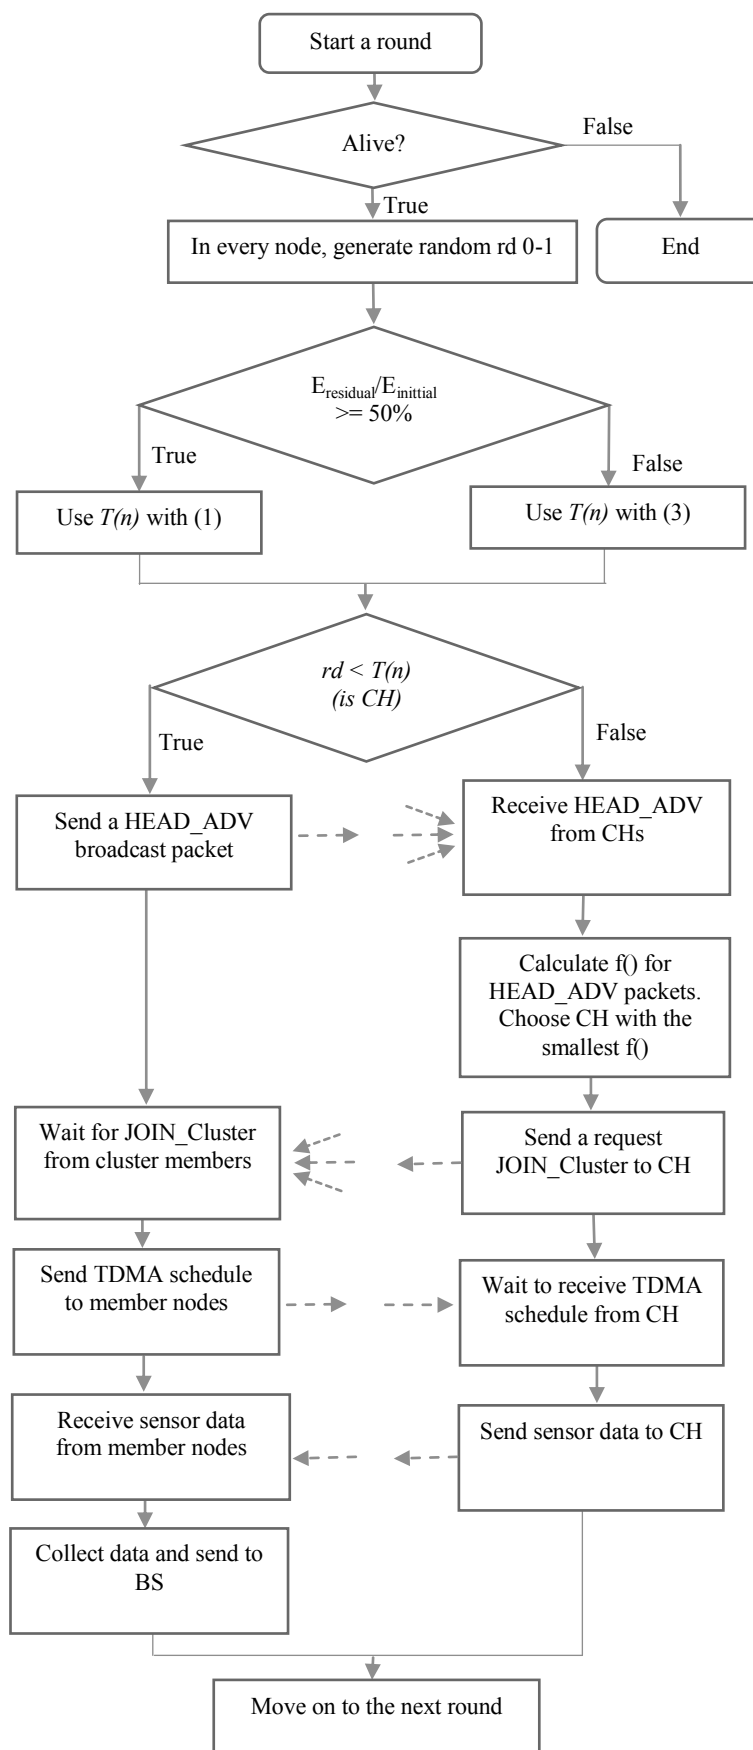 Start a round
Alive?
False
True
In every node, generate random rd 0-1
End
E_residual/E_inittial
>= 50%
True
False
Use T(n) with (1)
Use T(n) with (3)
rd < T(n)
(is CH)
True
False
Send a HEAD_ADV
broadcast packet
Receive HEAD_ADV
from CHs
Calculate f() for
HEAD_ADV packets.
Choose CH with the
smallest f()
Wait for JOIN_Cluster
from cluster members
Send a request
JOIN_Cluster to CH
Send TDMA schedule
to member nodes
Wait to receive TDMA
schedule from CH
Receive sensor data
from member nodes
Send sensor data to CH
Collect data and send to
BS
Move on to the next round